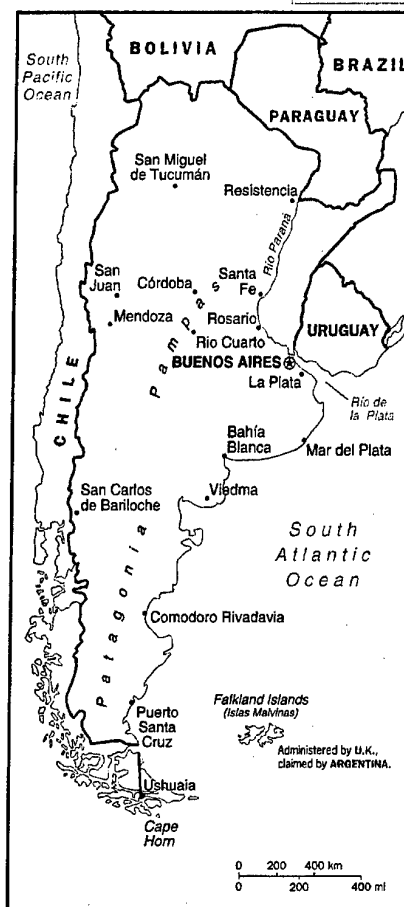 South
Pacific
Ocean
BOLIVIA
BRAZIL
PARAGUAY
San Miguel
de Tucumán
Resistencia
Río Paraná
San
Juan
Córdoba
Santa
Fe
Mendoza
Pampas
Rosario
Rio Cuarto
URUGUAY
BUENOS AIRES
La Plata
Río de
la Plata
CHILE
Bahía
Blanca
Mar del Plata
San Carlos
de Bariloche
Viedma
South
Atlantic
Ocean
Patagonia
Comodoro Rivadavia
Puerto
Santa
Cruz
Falkland Islands
(Islas Malvinas)
Administered by U.K.,
claimed by ARGENTINA.
Ushuaia
Cape
Horn
0 200 400 km
0 200 400 mi